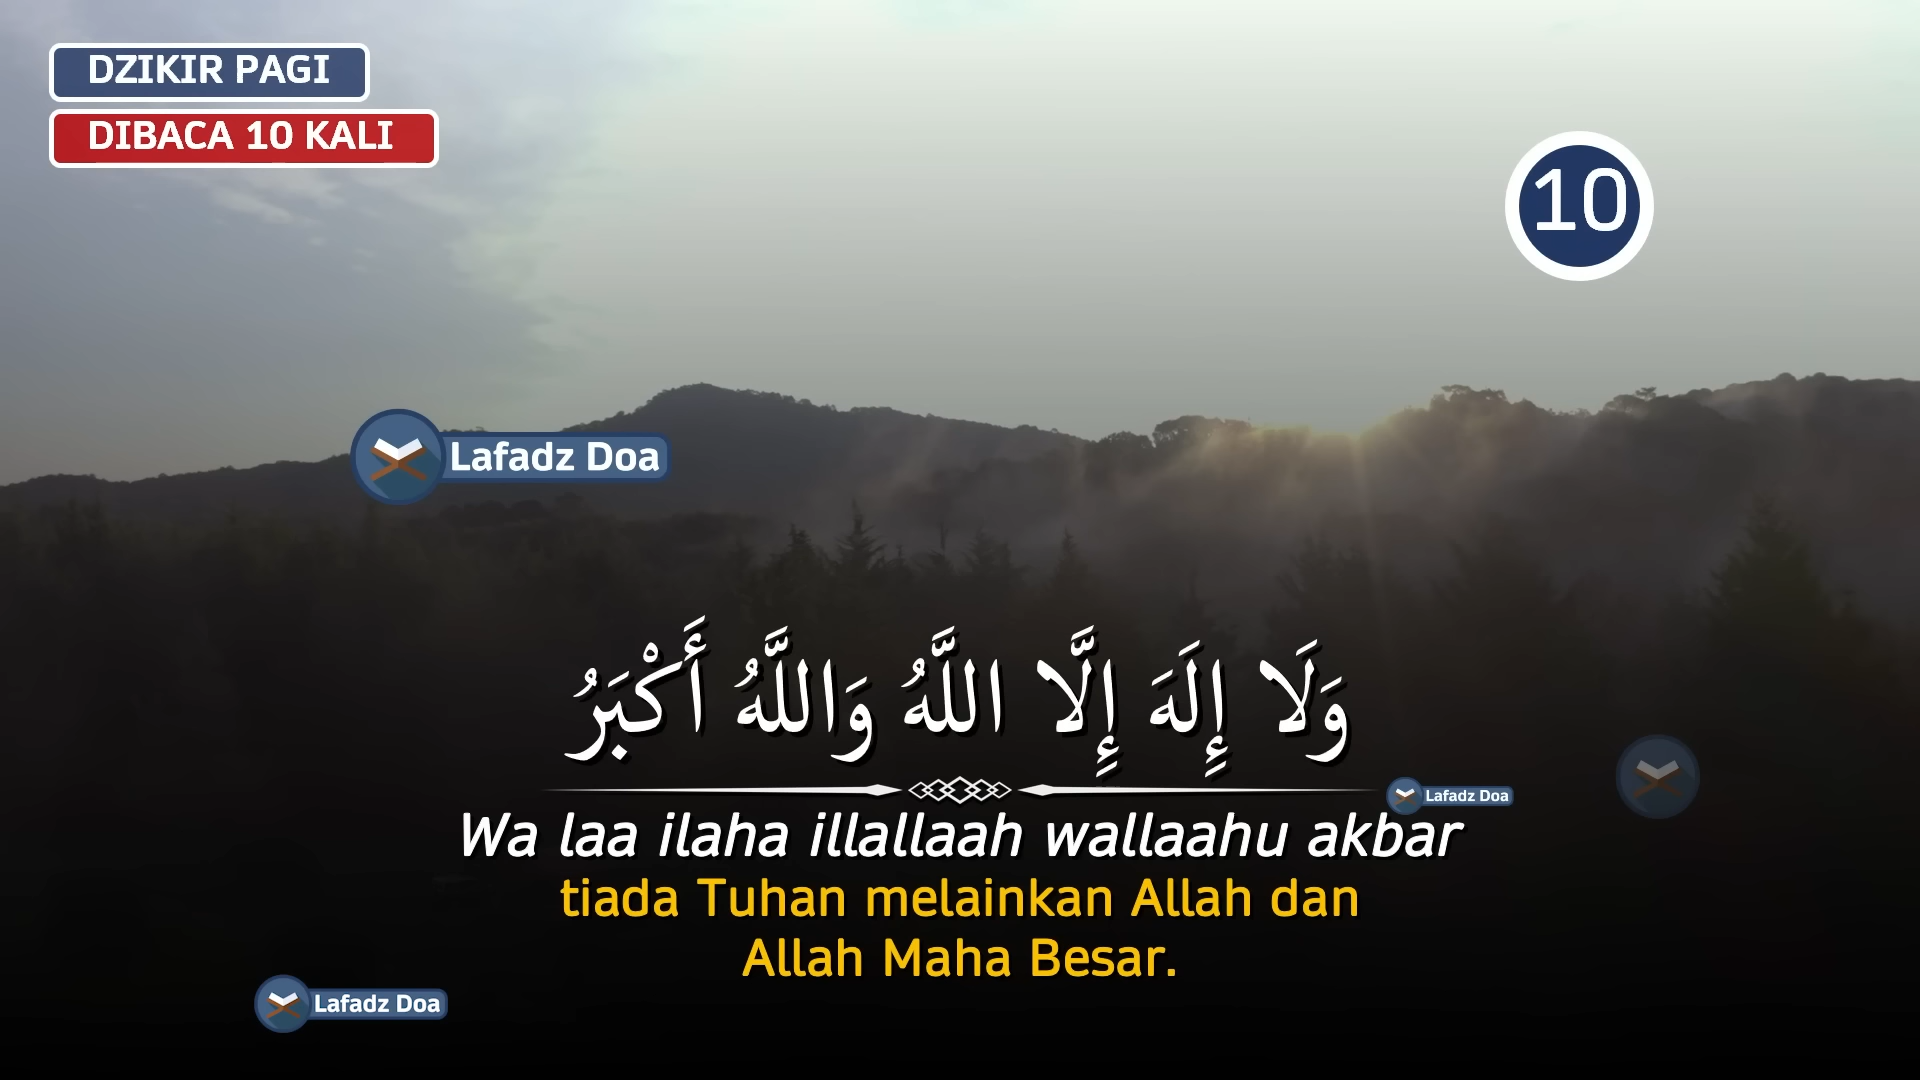 DZIKIR PAGI
DIBACA 10 KALI
10
Lafadz Doa
وَلَا إِلَهَ إِلَّا اللَّهُ وَاللَّهُ أَكْبَرُ
Lafadz Doa
Wa laa ilaha illallaah wallaahu akbar
tiada Tuhan melainkan Allah dan
Allah Maha Besar.
Lafadz Doa